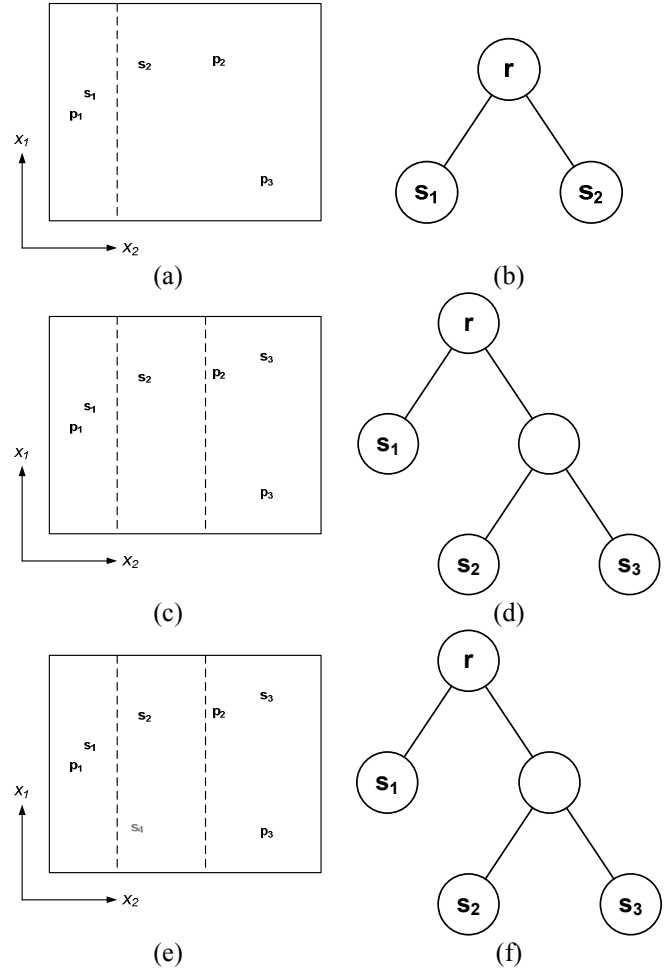 s₂ p₂
s₁
p₁
p₃
x₁
x₂
r
s₁ s₂
(a) (b)
s₃
s₂ p₂
s₁
p₁
p₃
x₁
x₂
r
s₁
s₂ s₃
(c) (d)
s₃
s₂ p₂
s₁
p₁
s₄ p₃
x₁
x₂
r
s₁
s₂ s₃
(e) (f)